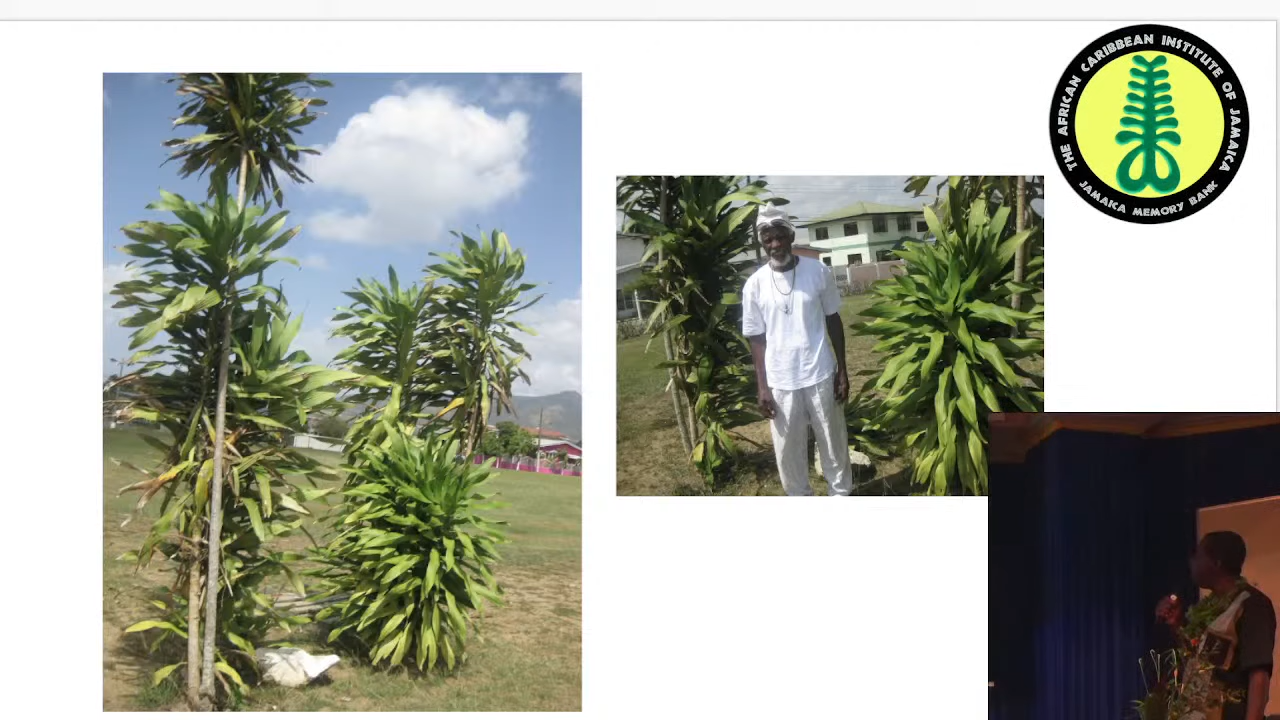 THE AFRICAN CARIBBEAN INSTITUTE OF JAMAICA
JAMAICA MEMORY BANK